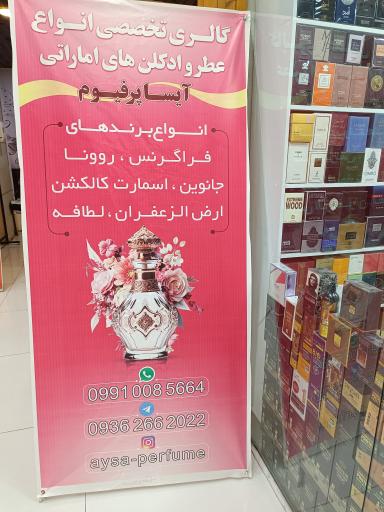 گالری تخصصی انواع
عطر و ادکلن های اماراتی
آیسا پرفیوم
انواع برندهای
فراگرنس ، روونا
جانوین ، اسمارت کالکشن
ارض الزعفران ، لطافه
0991 008 5664
0936 266 2022
aysa-perfume